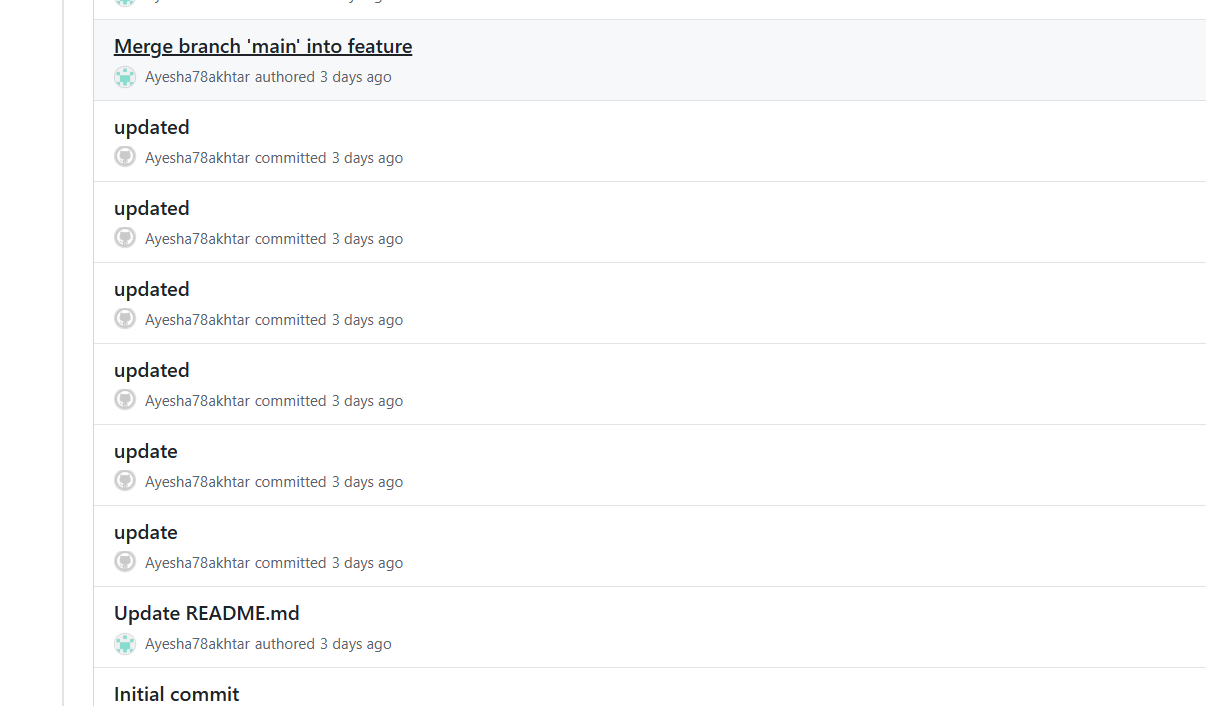 Merge branch 'main' into feature
Ayesha78akhtar authored 3 days ago
updated
Ayesha78akhtar committed 3 days ago
updated
Ayesha78akhtar committed 3 days ago
updated
Ayesha78akhtar committed 3 days ago
updated
Ayesha78akhtar committed 3 days ago
update
Ayesha78akhtar committed 3 days ago
update
Ayesha78akhtar committed 3 days ago
Update README.md
Ayesha78akhtar authored 3 days ago
Initial commit